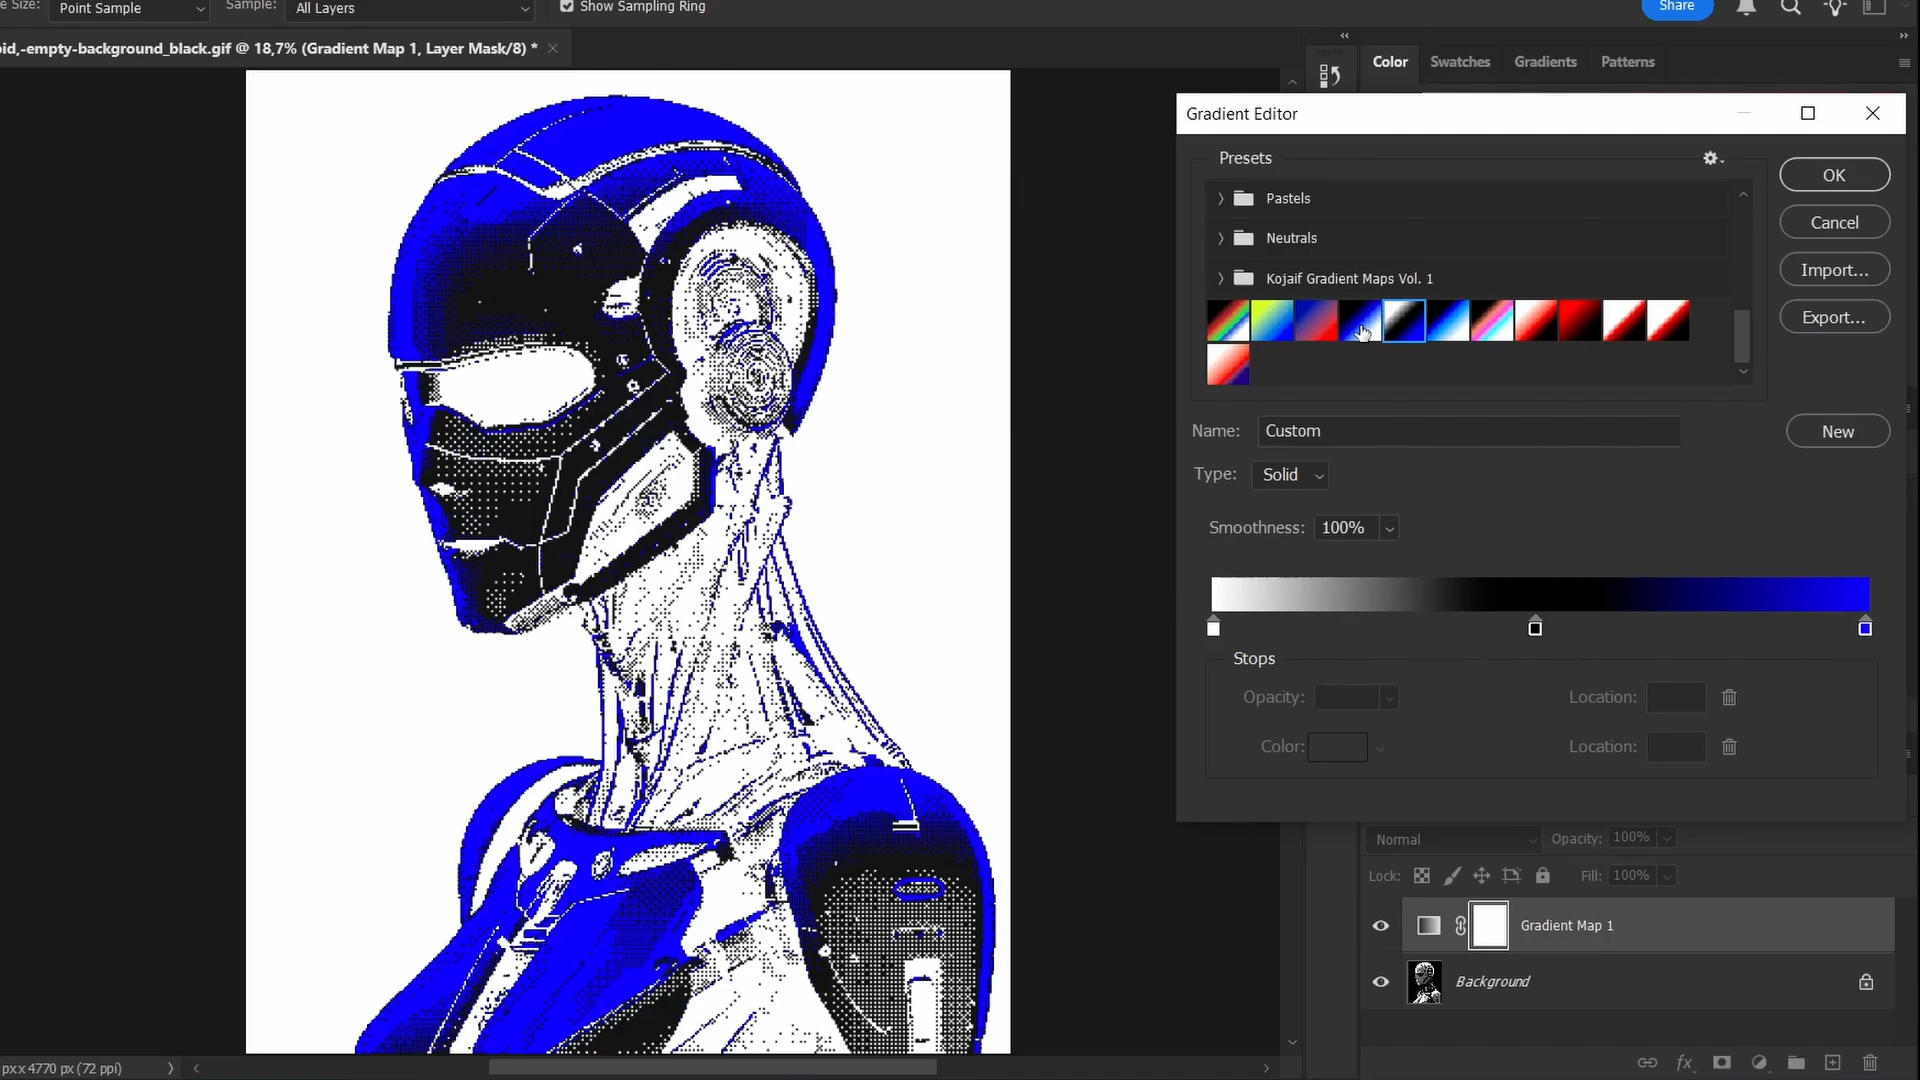 e Size: Point Sample Sample: All Layers Show Sampling Ring Share
oid,-empty-background_black.gif @ 18,7% (Gradient Map 1, Layer Mask/8) *
Color Swatches Gradients Patterns
Gradient Editor
Presets
Pastels
Neutrals
Kojaif Gradient Maps Vol. 1
OK
Cancel
Import...
Export...
Name: Custom
New
Type: Solid
Smoothness: 100%
Stops
Opacity: Location:
Color: Location:
Normal Opacity: 100%
Lock: Fill: 100%
Gradient Map 1
Background
px x 4770 px (72 ppi)
fx